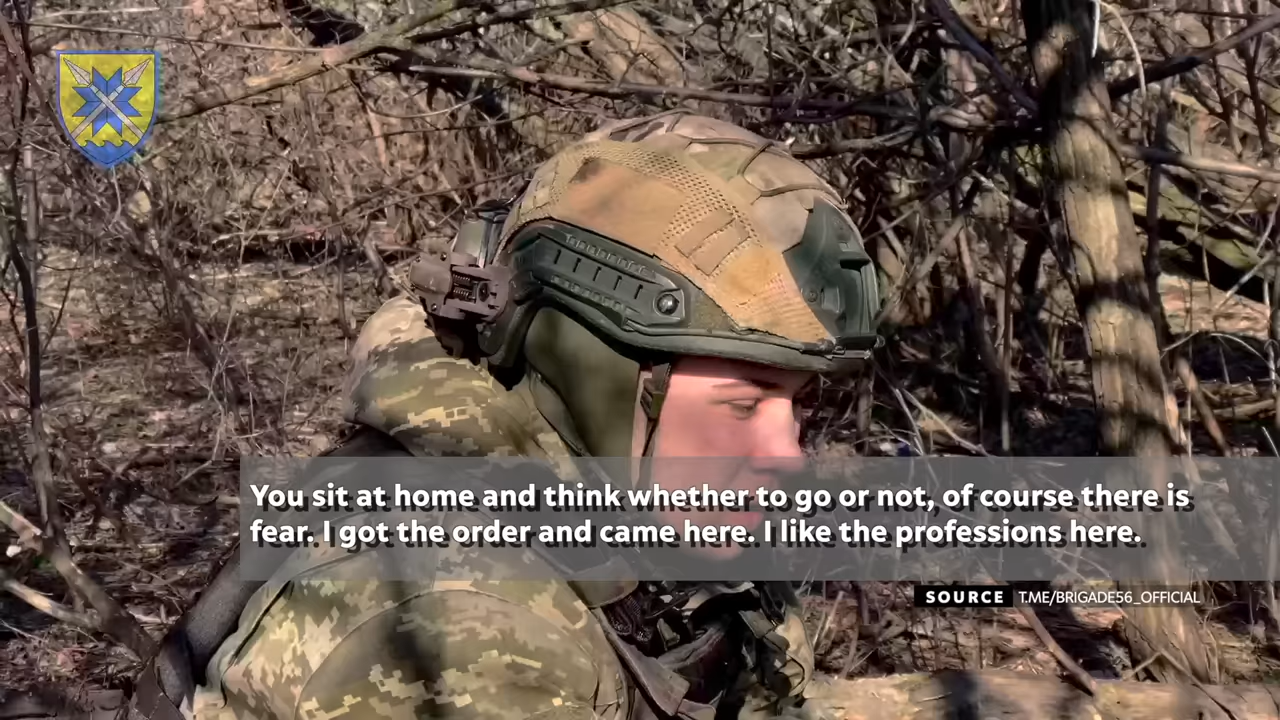 You sit at home and think whether to go or not, of course there is
fear. I got the order and came here. I like the professions here.
SOURCE T.ME/BRIGADE56_OFFICIAL